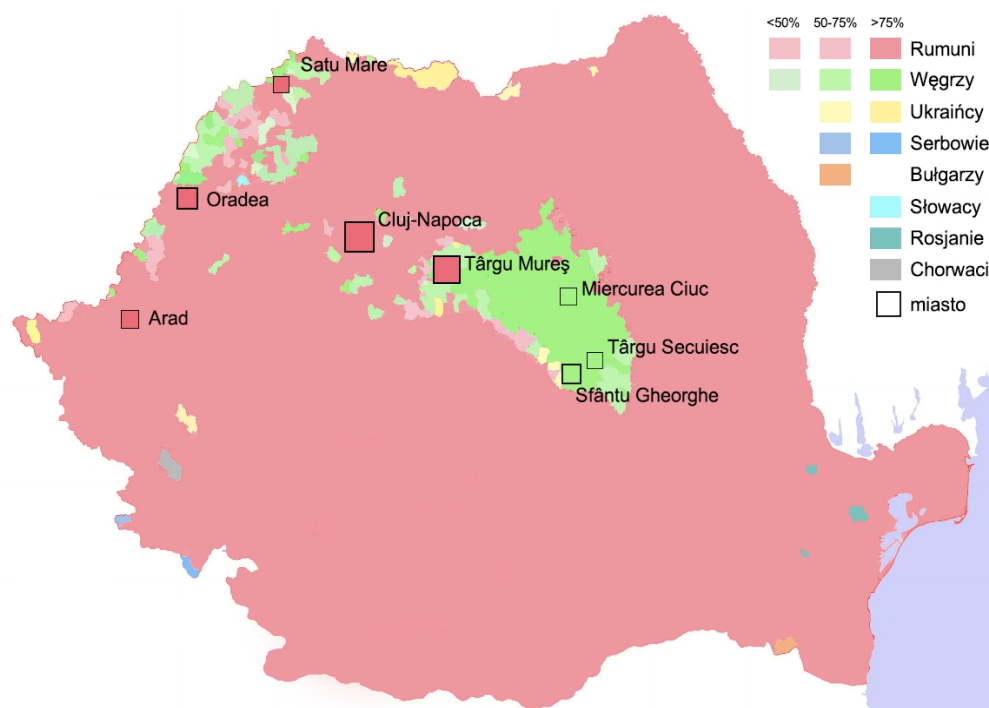 <50% 50-75% >75%
Rumuni
Węgrzy
Ukraińcy
Serbowie
Bułgarzy
Słowacy
Rosjanie
Chorwaci
miasto
Satu Mare
Oradea
Cluj-Napoca
Târgu Mureş
Miercurea Ciuc
Arad
Târgu Secuiesc
Sfântu Gheorghe